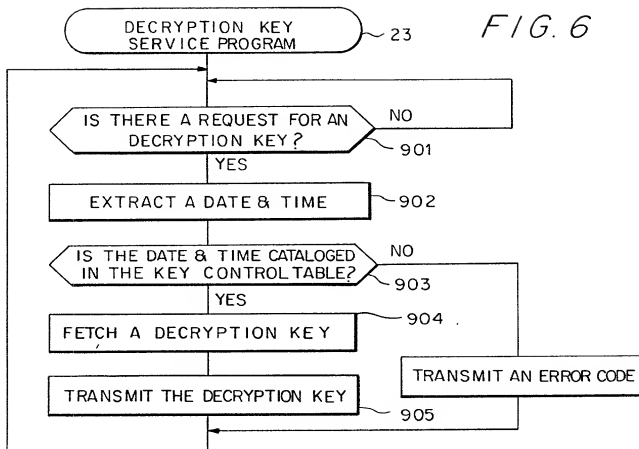 DECRYPTION KEY
SERVICE PROGRAM
23
FIG. 6
IS THERE A REQUEST FOR AN
DECRYPTION KEY?
NO
901
YES
EXTRACT A DATE & TIME
902
IS THE DATE & TIME CATALOGED
IN THE KEY CONTROL TABLE?
NO
903
YES
904
FETCH A DECRYPTION KEY
TRANSMIT AN ERROR CODE
TRANSMIT THE DECRYPTION KEY
905